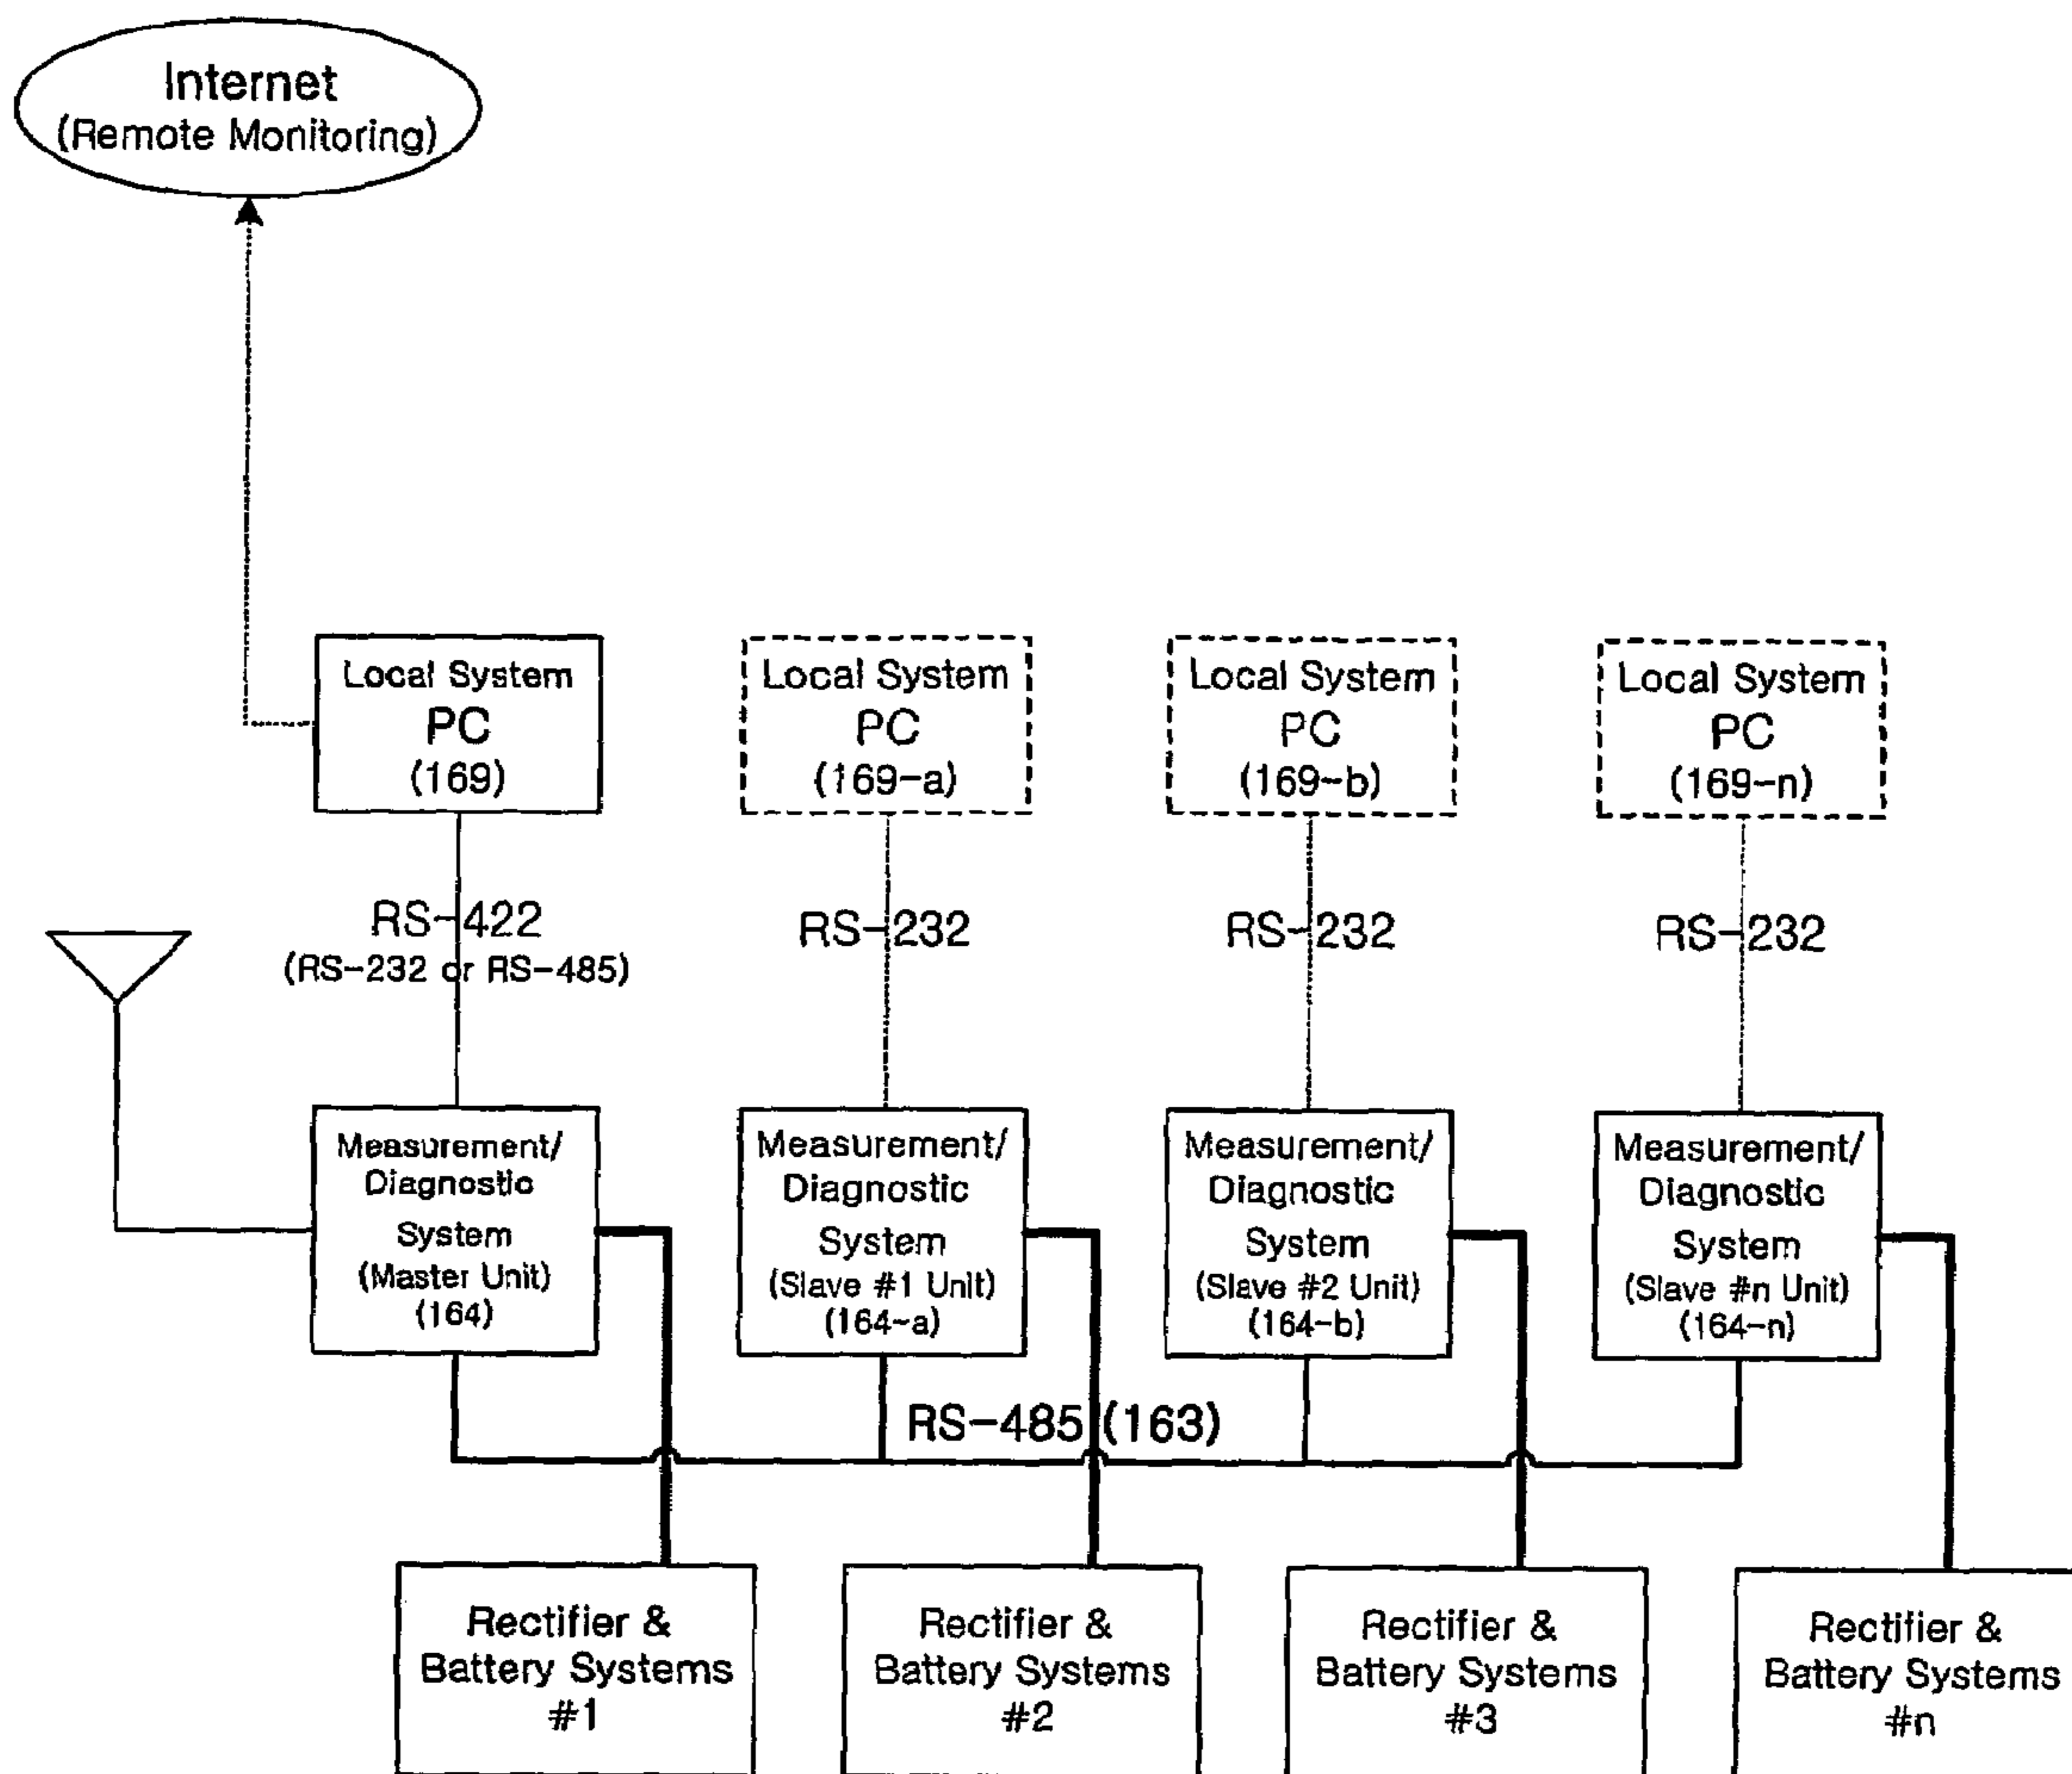 Internet
(Remote Monitoring)
Local System
PC
(169)
Local System
PC
(169-a)
Local System
PC
(169-b)
Local System
PC
(169-n)
RS-422
(RS-232 or RS-485)
RS-232
RS-232
RS-232
Measurement/
Diagnostic
System
(Master Unit)
(164)
Measurement/
Diagnostic
System
(Slave #1 Unit)
(164-a)
Measurement/
Diagnostic
System
(Slave #2 Unit)
(164-b)
Measurement/
Diagnostic
System
(Slave #n Unit)
(164-n)
RS-485 (163)
Rectifier &
Battery Systems
#1
Rectifier &
Battery Systems
#2
Rectifier &
Battery Systems
#3
Rectifier &
Battery Systems
#n